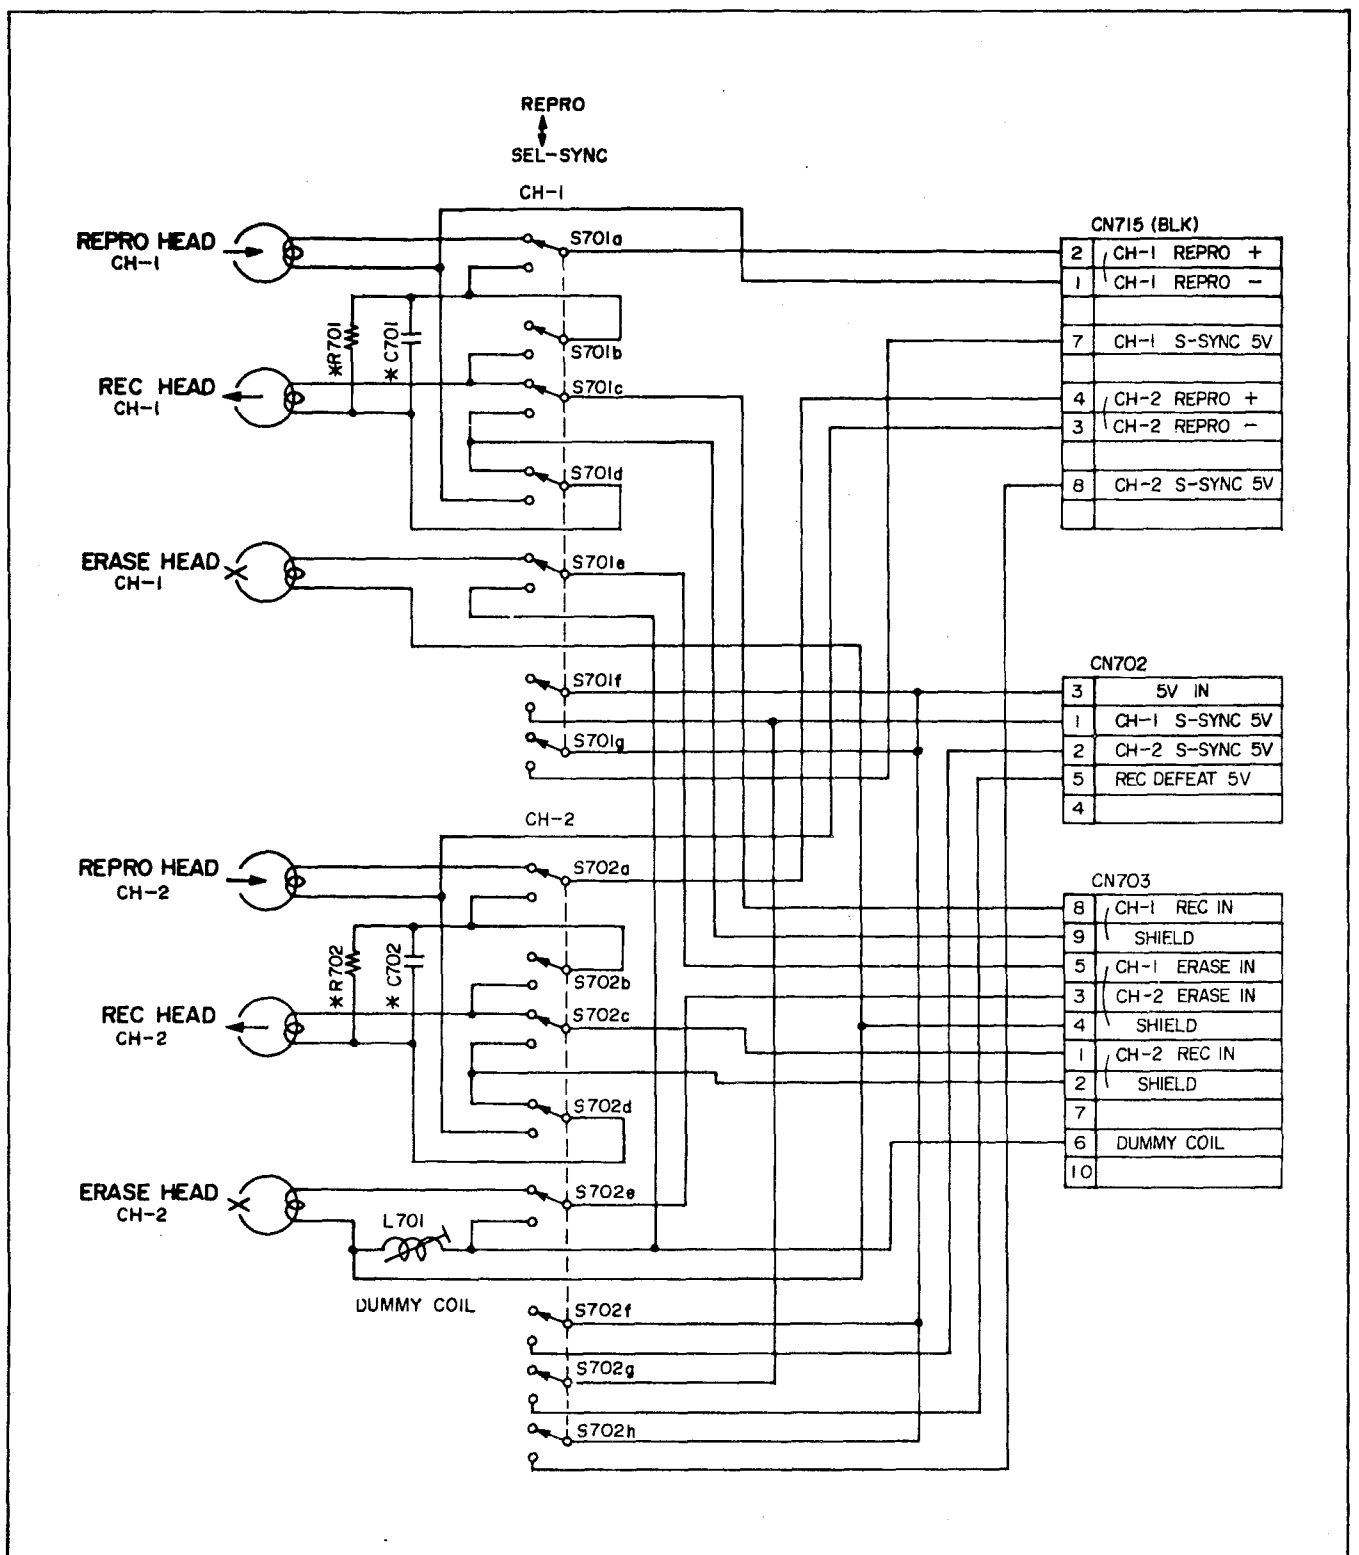 REPRO
SEL-SYNC
CH-1
REPRO HEAD
CH-1
S701a
*R701
*C701
S701b
REC HEAD
CH-1
S701c
S701d
ERASE HEAD
CH-1
S701e
S701f
S701g
CN715 (BLK)
2 CH-1 REPRO +
1 CH-1 REPRO -
7 CH-1 S-SYNC 5V
4 CH-2 REPRO +
3 CH-2 REPRO -
8 CH-2 S-SYNC 5V
CN702
3 5V IN
1 CH-1 S-SYNC 5V
2 CH-2 S-SYNC 5V
5 REC DEFEAT 5V
4
CH-2
REPRO HEAD
CH-2
S702a
*R702
*C702
S702b
REC HEAD
CH-2
S702c
S702d
ERASE HEAD
CH-2
S702e
L701
DUMMY COIL
S702f
S702g
S702h
CN703
8 CH-1 REC IN
9 SHIELD
5 CH-1 ERASE IN
3 CH-2 ERASE IN
4 SHIELD
1 CH-2 REC IN
2 SHIELD
7
6 DUMMY COIL
10